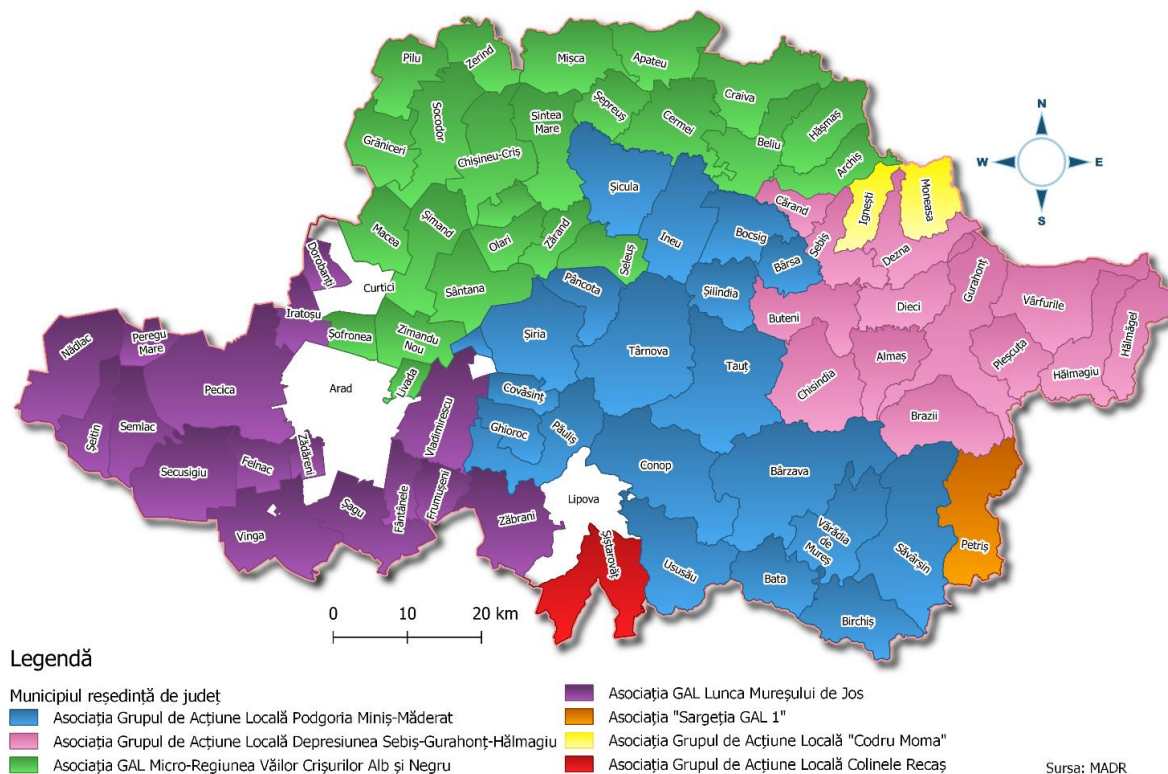 Pilu
Zerind
Mișca
Apateu
Socodor
Sintea
Mare
Șepreuș
Cermei
Craiva
Hășmaș
Beliu
Archiș
Grăniceri
Chișineu-Criș
N
W
E
S
Șicula
Ineu
Bocsig
Bârsa
Cărand
Sebiș
Ignești
Moneasa
Dezna
Macea
Șimand
Olari
Zărand
Seleuș
Dorobanți
Curtici
Sântana
Pâncota
Șilindia
Buteni
Dieci
Gurahonț
Vârfurile
Hălmăgel
Iratoșu
Șofronea
Zimandu
Nou
Șiria
Târnova
Tauț
Almaș
Pleșcuța
Hălmagiu
Nădlac
Peregu
Mare
Pecica
Arad
Livada
Chisindia
Brazii
Covăsinț
Vladimirescu
Ghioroc
Păuliș
Șeitin
Semlac
Secusigiu
Felnac
Zădăreni
Conop
Bârzava
Vinga
Șagu
Fântânele
Frumușeni
Zăbrani
Lipova
Vărădia
de
Mureș
Săvârșin
Petriș
Șiștarovăț
Ususău
Bata
Birchiș
0 10 20 km
Legendă
Municipiul reședință de județ
Asociația Grupul de Acțiune Locală Podgoria Miniș-Măderat
Asociația Grupul de Acțiune Locală Depresiunea Sebiș-Gurahonț-Hălmagiu
Asociația GAL Micro-Regiunea Văilor Crișurilor Alb și Negru
Asociația GAL Lunca Mureșului de Jos
Asociația "Sargeția GAL 1"
Asociația Grupul de Acțiune Locală "Codru Moma"
Asociația Grupul de Acțiune Locală Colinele Recaș
Sursa: MADR